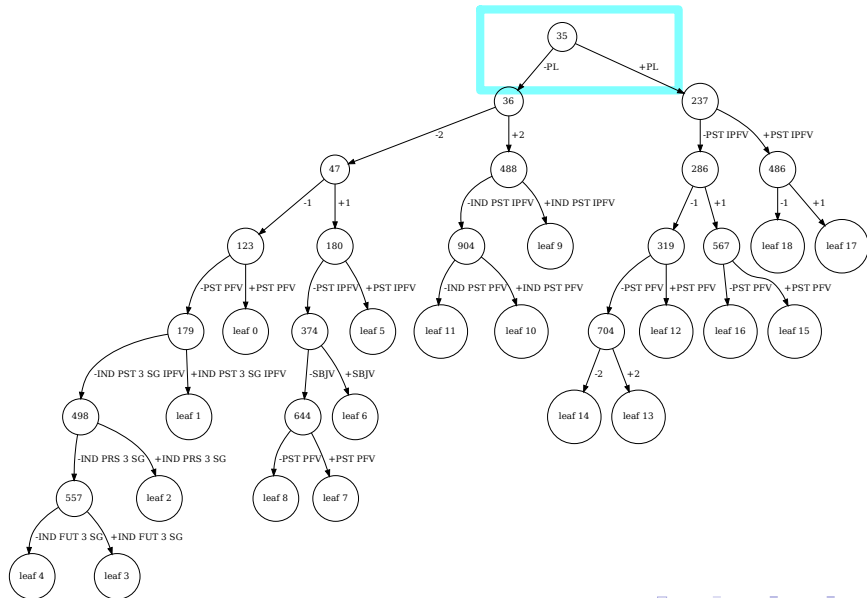 35
-PL +PL
36 237
-2 +2 -PST IPFV +PST IPFV
47 488 286 486
-1 +1 -IND PST IPFV +IND PST IPFV -1 +1 -1 +1
123 180 904 leaf 9 319 567 leaf 18 leaf 17
-PST PFV +PST PFV -PST IPFV +PST IPFV -IND PST PFV +IND PST PFV -PST PFV +PST PFV -PST PFV +PST PFV
179 leaf 0 374 leaf 5 leaf 11 leaf 10 704 leaf 12 leaf 16 leaf 15
-IND PST 3 SG IPFV +IND PST 3 SG IPFV -SBJV +SBJV -2 +2
498 leaf 1 644 leaf 6 leaf 14 leaf 13
-IND PRS 3 SG +IND PRS 3 SG -PST PFV +PST PFV
557 leaf 2 leaf 8 leaf 7
-IND FUT 3 SG +IND FUT 3 SG
leaf 4 leaf 3